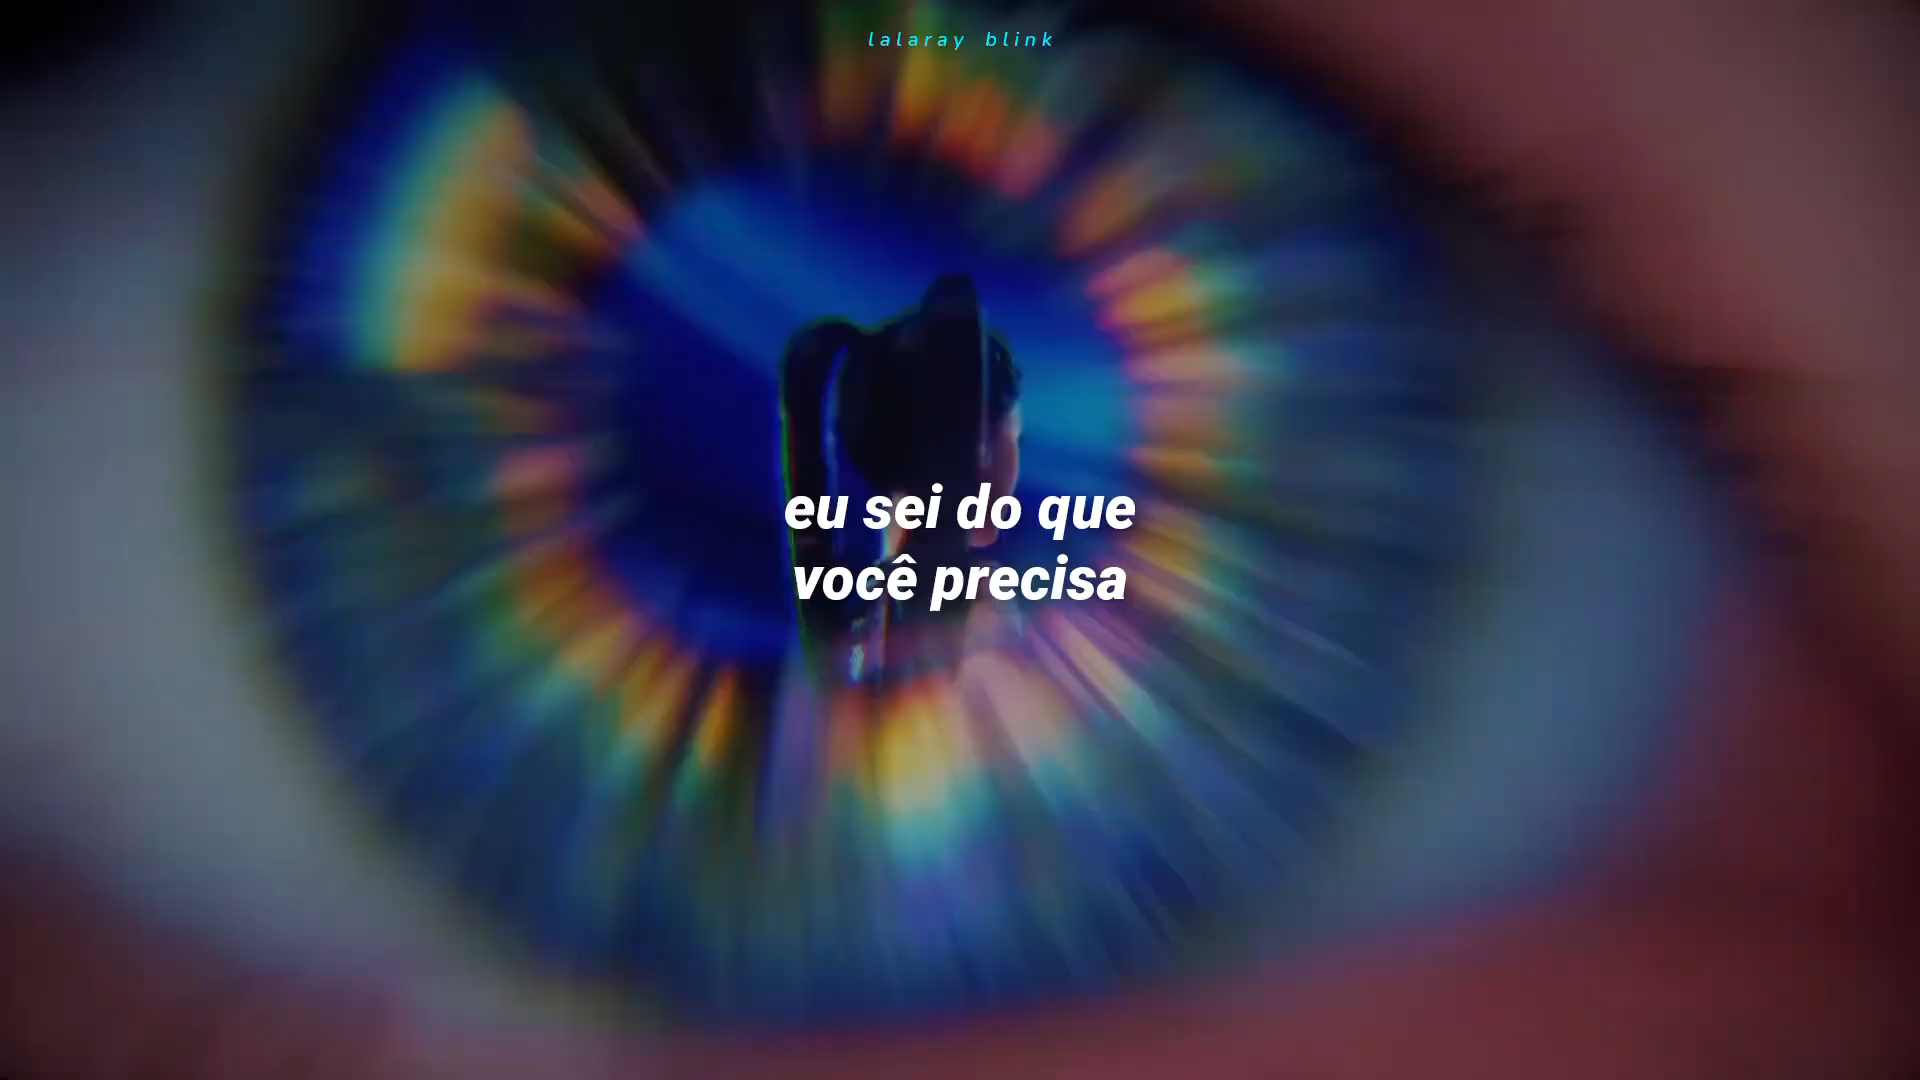 lalaray blink
eu sei do que
você precisa